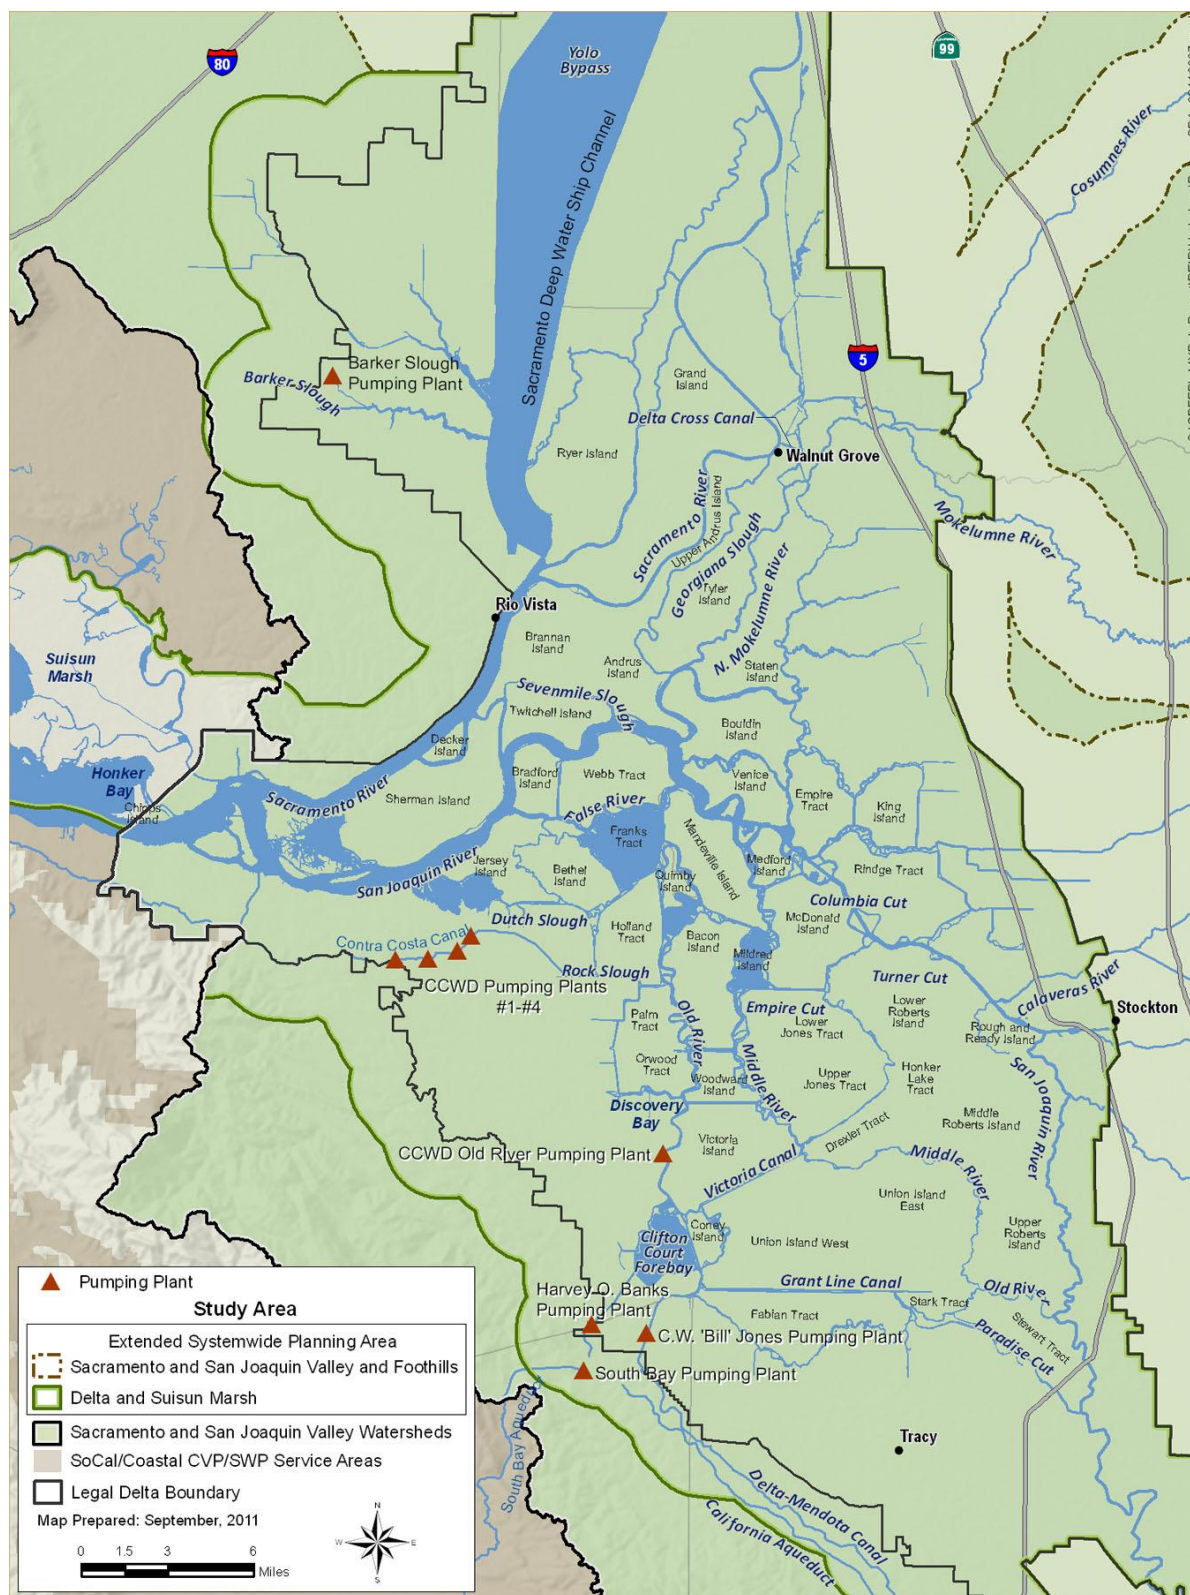 Yolo
Bypass
80
99
Sacramento Deep Water Ship Channel
Cosumnes River
5
Barker Slough
Pumping Plant
Barker Slough
Grand
Island
Delta Cross Canal
Walnut Grove
Ryer Island
Sacramento River
Upper Andrus Island
Georgiana Slough
Mokelumne River
Tyler
Island
N. Mokelumne River
Rio Vista
Brannan
Island
Andrus
Island
Staten
Island
Suisun
Marsh
Sevenmile Slough
Twitchell Island
Bouldin
Island
Decker
Island
Honker
Bay
Chipps
Island
Sacramento River
Sherman Island
Bradford
Island
Webb Tract
Venice
Island
Empire
Tract
King
Island
False River
Franks
Tract
Mandeville Island
San Joaquin River
Jersey
Island
Bethel
Island
Quimby
Island
Medford
Island
Rindge Tract
Columbia Cut
Dutch Slough
Holland
Tract
McDonald
Island
Contra Costa Canal
Bacon
Island
Mildred
Island
Rock Slough
CCWD Pumping Plants
#1-#4
Turner Cut
Calaveras River
Stockton
Palm
Tract
Old River
Empire Cut
Lower
Jones Tract
Lower
Roberts
Island
Rough and
Ready Island
Orwood
Tract
Woodward
Island
Middle River
Upper
Jones Tract
Honker
Lake
Tract
San Joaquin River
Discovery
Bay
Middle
Roberts Island
Victoria
Island
Drexler Tract
CCWD Old River Pumping Plant
Victoria Canal
Middle River
Union Island
East
Coney
Island
Clifton
Court
Forebay
Union Island West
Upper
Roberts
Island
Grant Line Canal
Old River
Harvey O. Banks
Pumping Plant
Fabian Tract
Stark Tract
Stewart Tract
Paradise Cut
C.W. 'Bill' Jones Pumping Plant
South Bay Pumping Plant
South Bay Aqueduct
Tracy
Delta-Mendota Canal
California Aqueduct
Pumping Plant
Study Area
Extended Systemwide Planning Area
Sacramento and San Joaquin Valley and Foothills
Delta and Suisun Marsh
Sacramento and San Joaquin Valley Watersheds
SoCal/Coastal CVP/SWP Service Areas
Legal Delta Boundary
Map Prepared: September, 2011
N
W
E
S
0 1.5 3 6
Miles